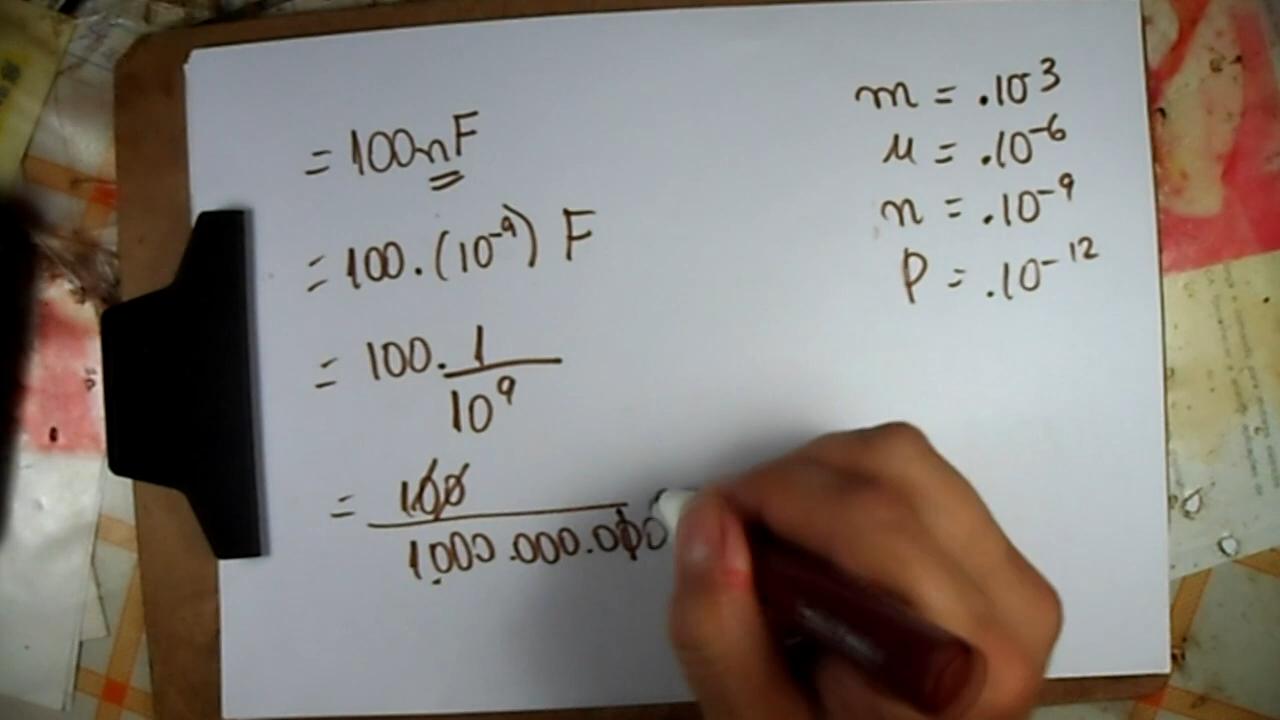 = 100nF
= 100.(10⁻⁹) F
= 100. 1/10⁹
= 100/1.000.000.000
m = .10³
μ = .10⁻⁶
n = .10⁻⁹
P = .10⁻¹²